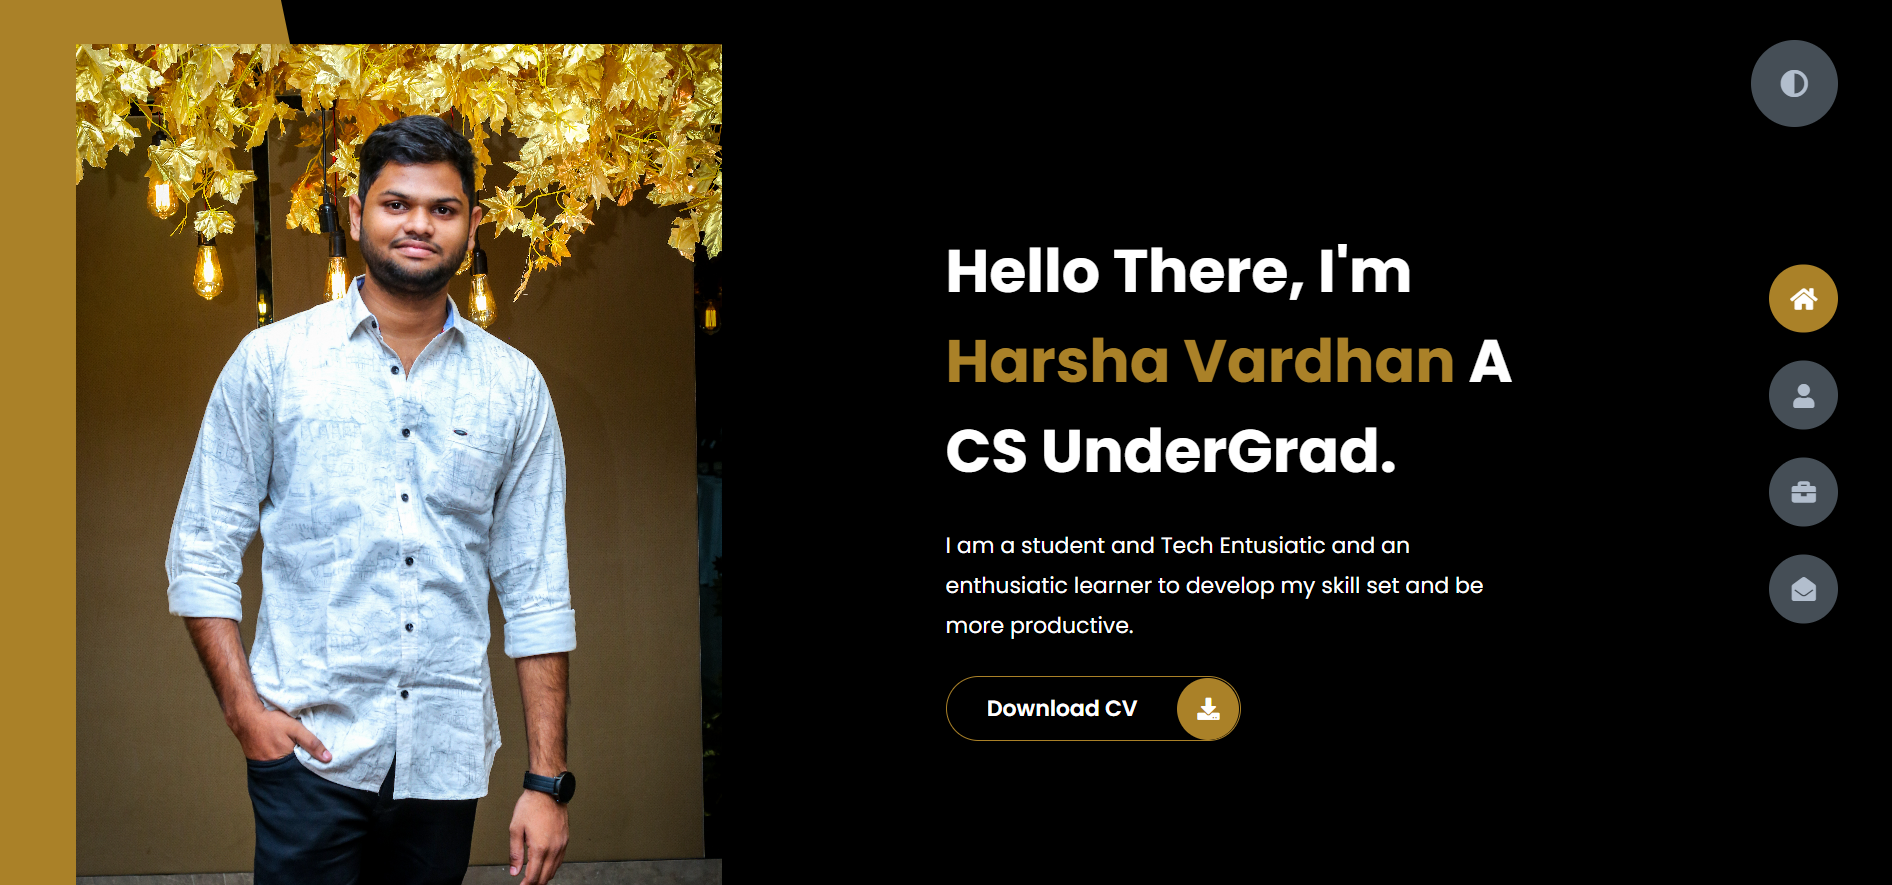 Hello There, I'm
Harsha Vardhan A
CS UnderGrad.
I am a student and Tech Entusiatic and an
enthusiatic learner to develop my skill set and be
more productive.
Download CV